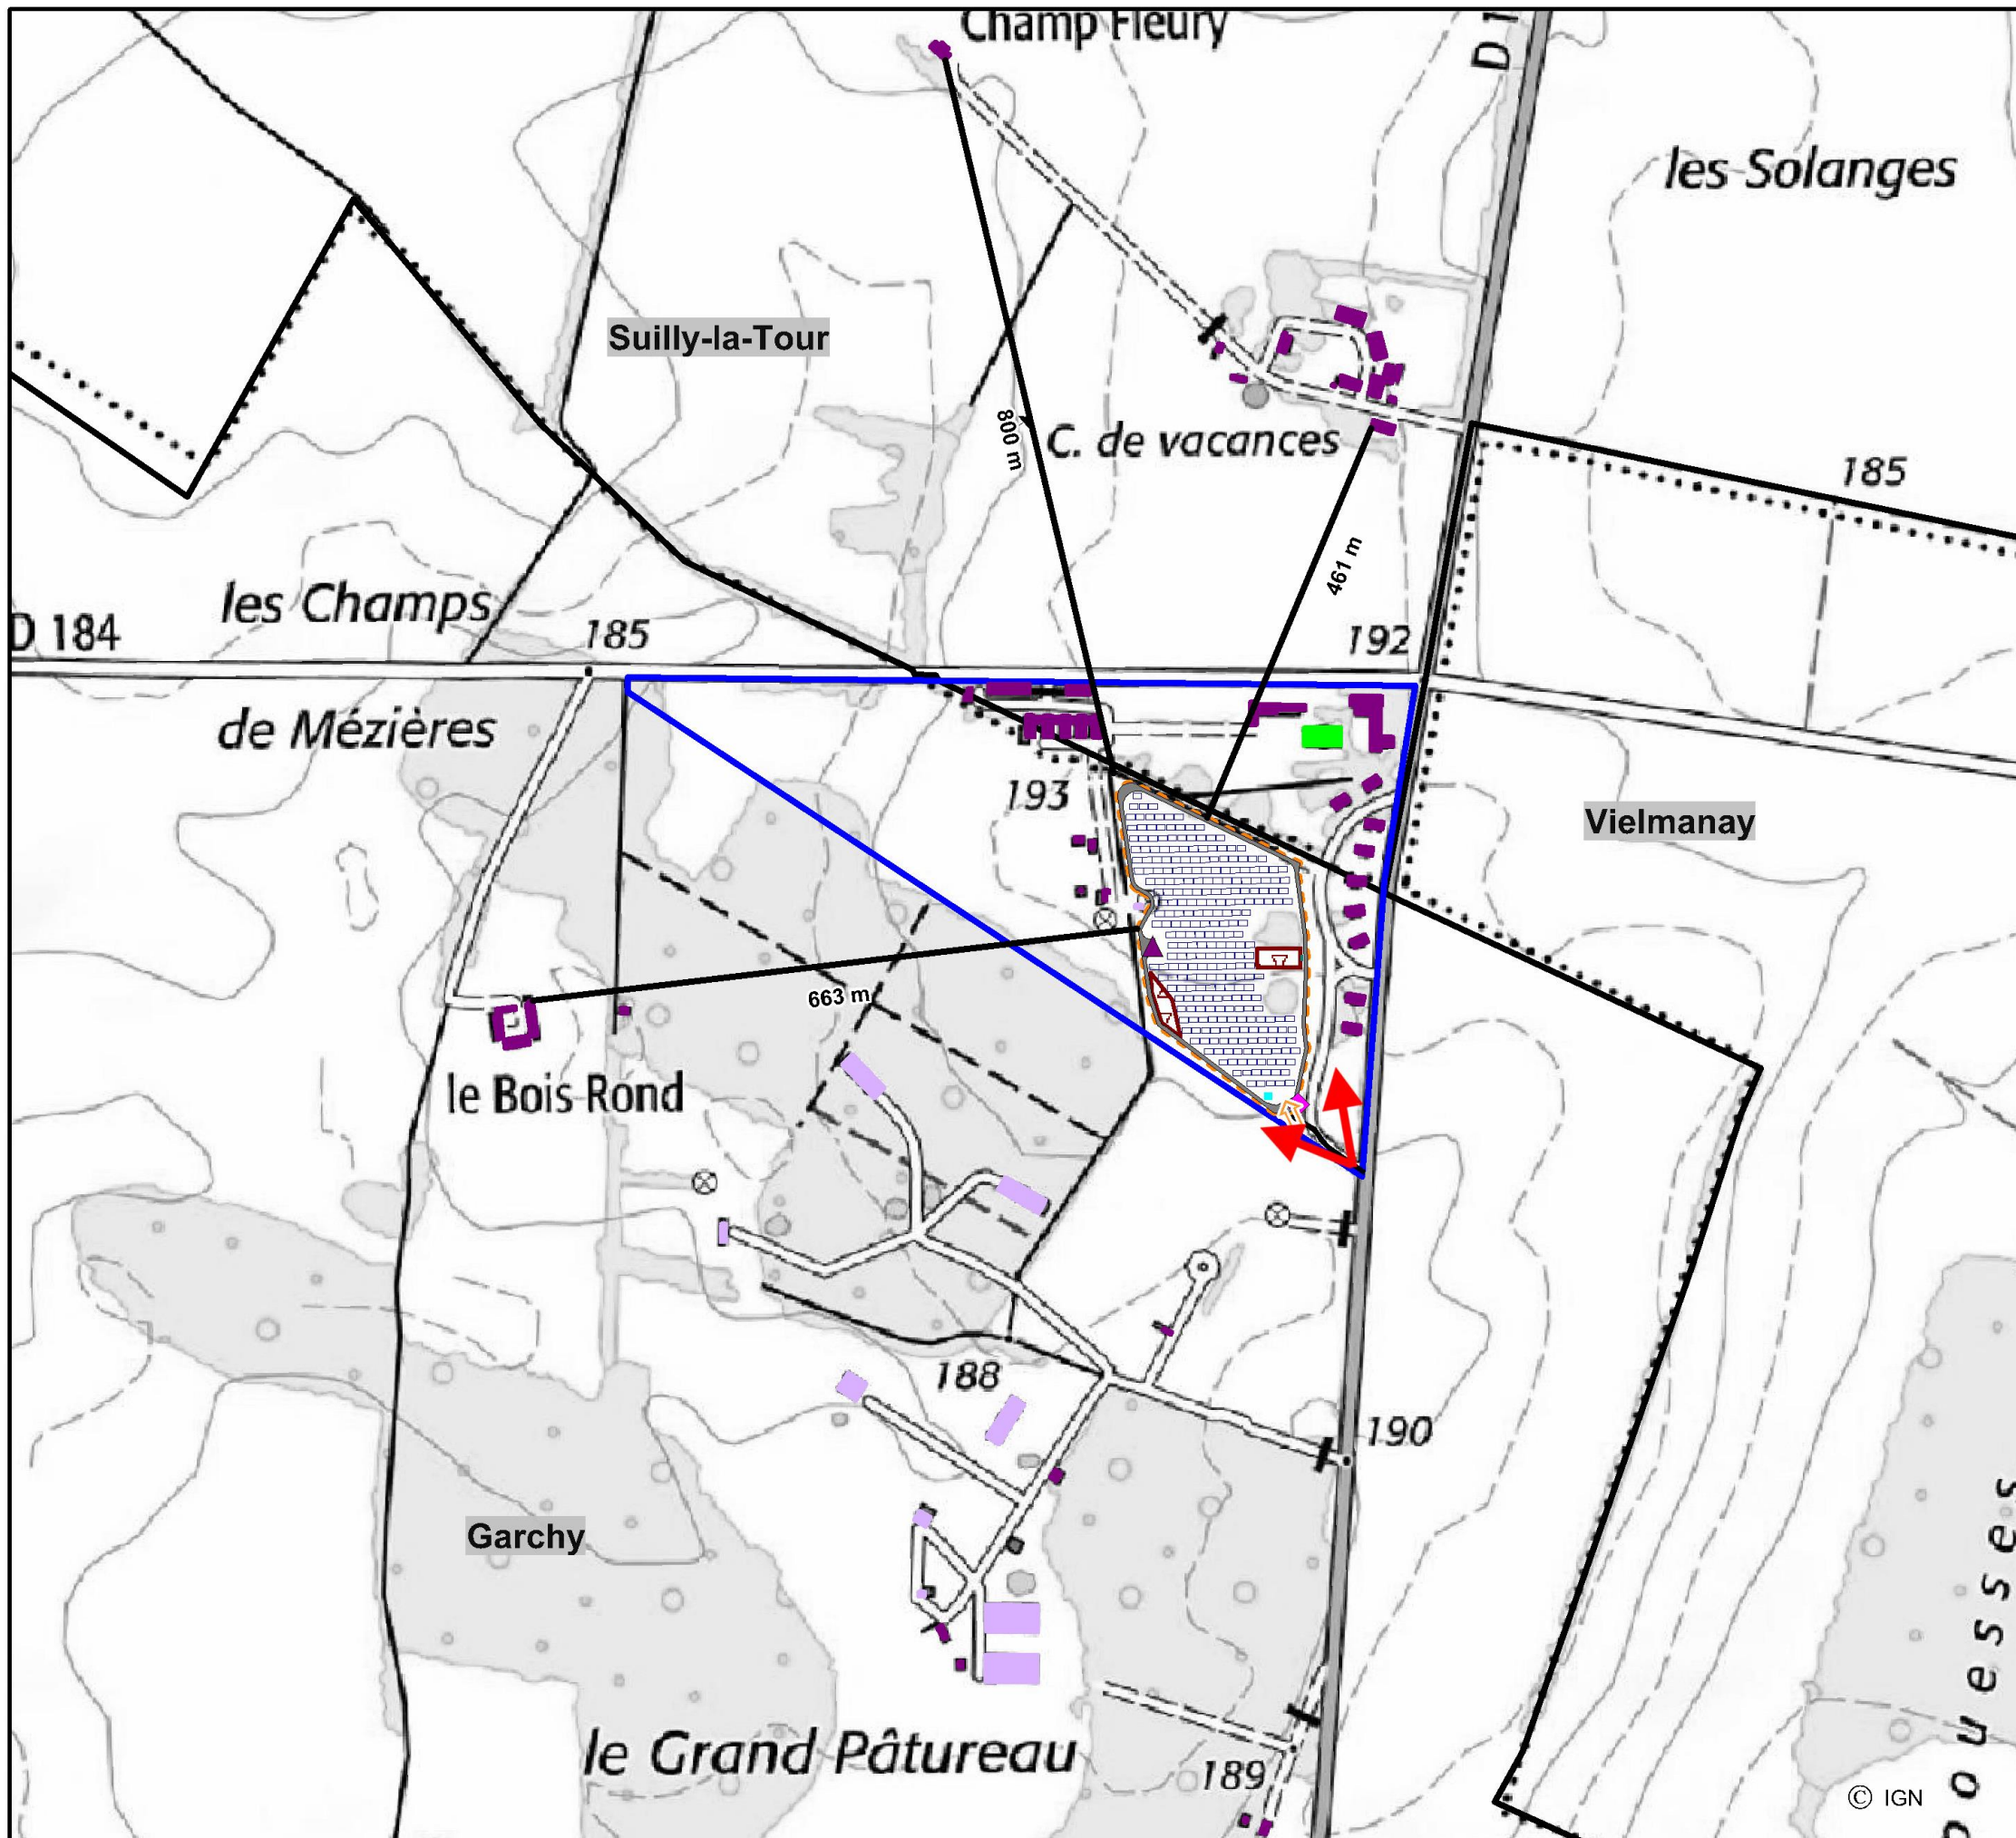 Champ Fleury
D 1
les Solanges
Suilly-la-Tour
800 m
C. de vacances
185
461 m
les Champs
D 184
185
192
de Mézières
193
Vielmanay
663 m
le Bois Rond
188
190
Garchy
le Grand Pâtureau
189
ouesses
© IGN